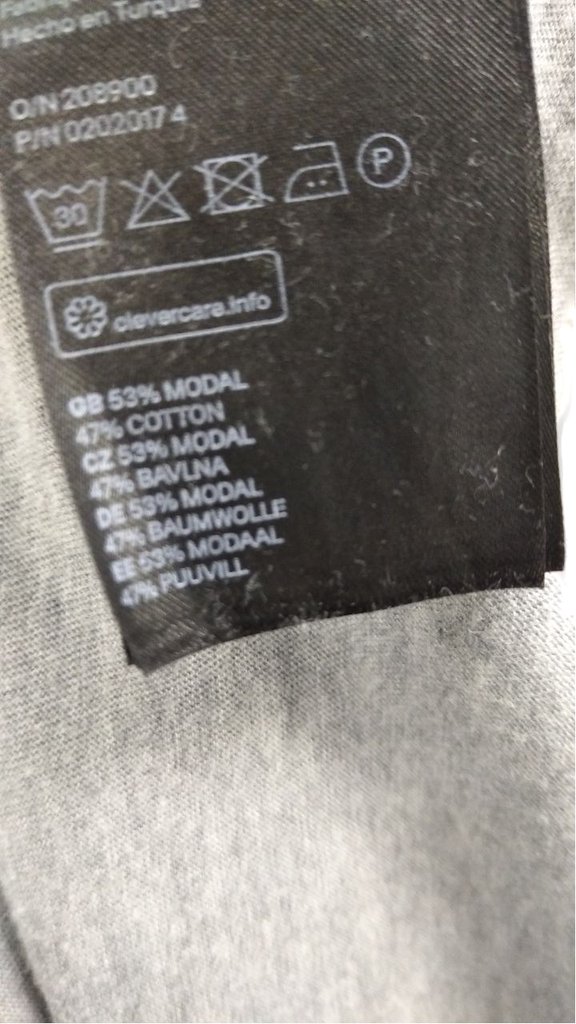 Hecho en Turquía
O/N 208900
P/N 0202017 4
30
P
clevercare.info
GB 53% MODAL
47% COTTON
CZ 53% MODAL
47% BAVLNA
DE 53% MODAL
47% BAUMWOLLE
EE 53% MODAAL
47% PUUVILL